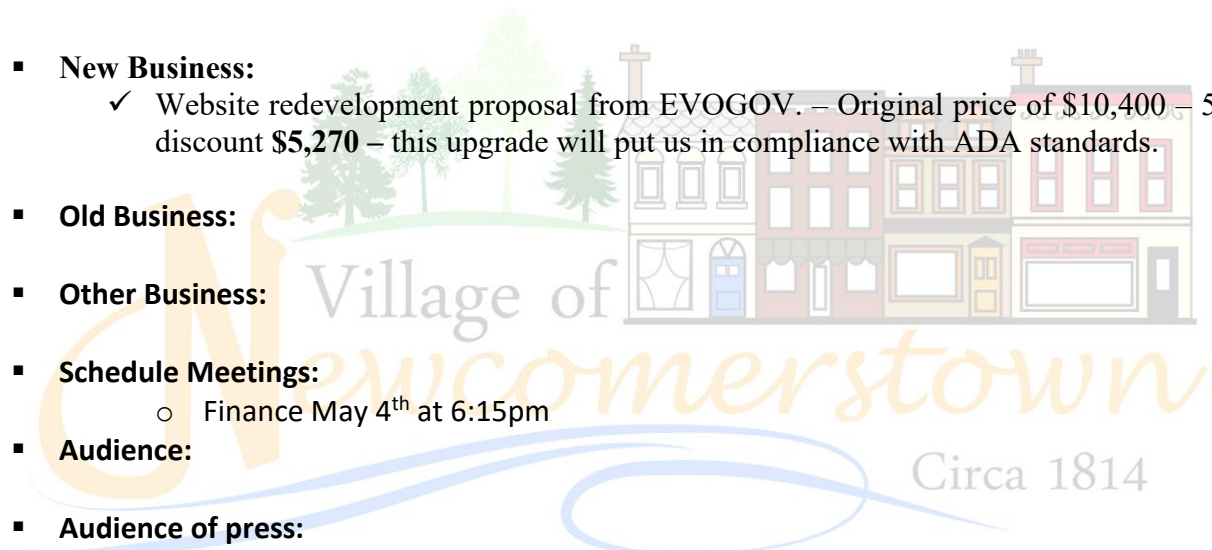 ▪ New Business:
✓ Website redevelopment proposal from EVOGOV. – Original price of $10,400 – 5
discount $5,270 – this upgrade will put us in compliance with ADA standards.
▪ Old Business:
▪ Other Business:
Village of
▪ Schedule Meetings:
Newcomerstown
o Finance May 4th at 6:15pm
▪ Audience:
Circa 1814
▪ Audience of press: